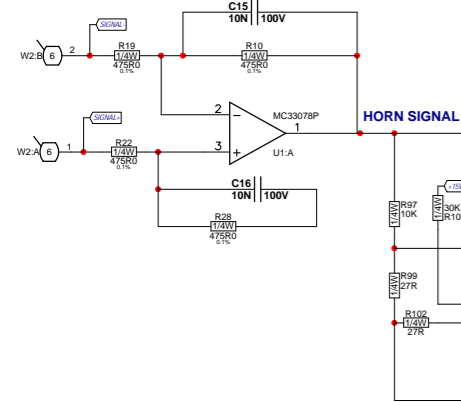 C15
10N 100V
SIGNAL-
W2:B 6 2
R19
1/4W
475R0
0.1%
R10
1/4W
475R0
0.1%
MC33078P
2
1
3
U1:A
HORN SIGNAL
SIGNAL+
W2:A 6 1
R22
1/4W
475R0
0.1%
C16
10N 100V
R28
1/4W
475R0
0.1%
+15V
1/4W
R97
10K
1/4W
30K
R10
1/4W
R99
27R
R102
1/4W
27R